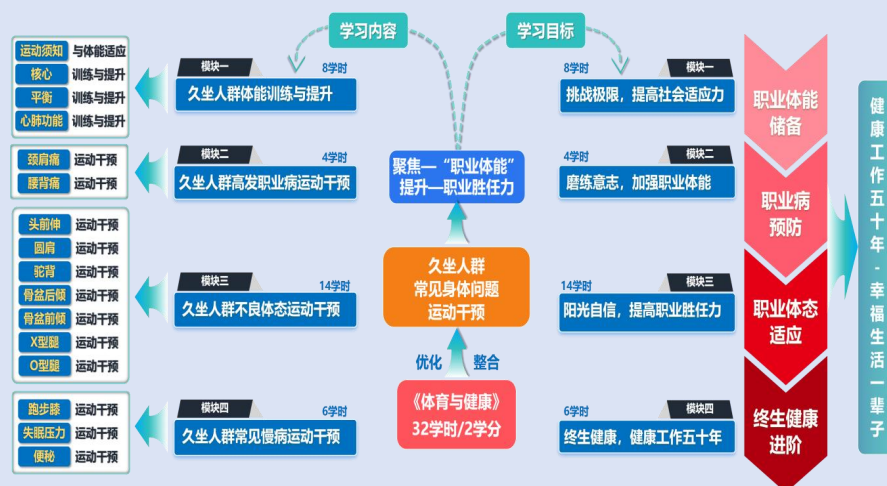 学习内容
学习目标
运动须知 与体能适应
核心 训练与提升
平衡 训练与提升
心肺功能 训练与提升
模块一
8学时
久坐人群体能训练与提升
颈肩痛 运动干预
腰背痛 运动干预
模块二
4学时
久坐人群高发职业病运动干预
头前伸 运动干预
圆肩 运动干预
驼背 运动干预
骨盆后倾 运动干预
骨盆前倾 运动干预
X型腿 运动干预
O型腿 运动干预
模块三
14学时
久坐人群不良体态运动干预
跑步膝 运动干预
失眠压力 运动干预
便秘 运动干预
模块四
6学时
久坐人群常见慢病运动干预
聚焦—“职业体能”
提升—职业胜任力
久坐人群
常见身体问题
运动干预
优化 整合
《体育与健康》
32学时/2学分
8学时
模块一
挑战极限，提高社会适应力
4学时
模块二
磨练意志，加强职业体能
14学时
模块三
阳光自信，提高职业胜任力
6学时
模块四
终生健康，健康工作五十年
职业体能
储备
职业病
预防
职业体态
适应
终生健康
进阶
健康工作五十年-幸福生活一辈子